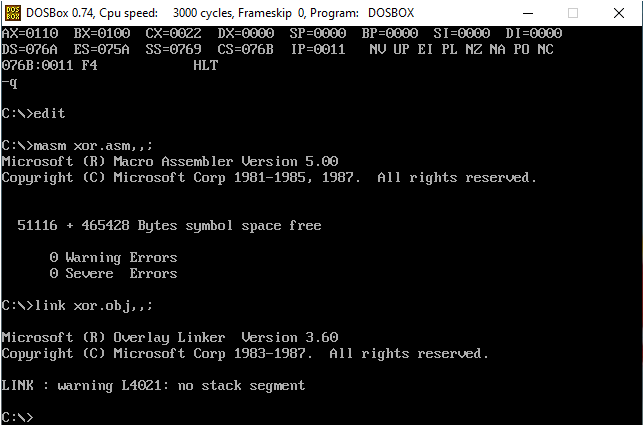 DOS
BOX
DOSBox 0.74, Cpu speed: 3000 cycles, Frameskip 0, Program: DOSBOX
AX=0110 BX=0100 CX=0022 DX=0000 SP=0000 BP=0000 SI=0000 DI=0000
DS=076A ES=075A SS=0769 CS=076B IP=0011 NV UP EI PL NZ NA PO NC
076B:0011 F4 HLT
-q
C:\>edit
C:\>masm xor.asm,,;
Microsoft (R) Macro Assembler Version 5.00
Copyright (C) Microsoft Corp 1981-1985, 1987. All rights reserved.
51116 + 465428 Bytes symbol space free
0 Warning Errors
0 Severe Errors
C:\>link xor.obj,,;
Microsoft (R) Overlay Linker Version 3.60
Copyright (C) Microsoft Corp 1983-1987. All rights reserved.
LINK : warning L4021: no stack segment
C:\>